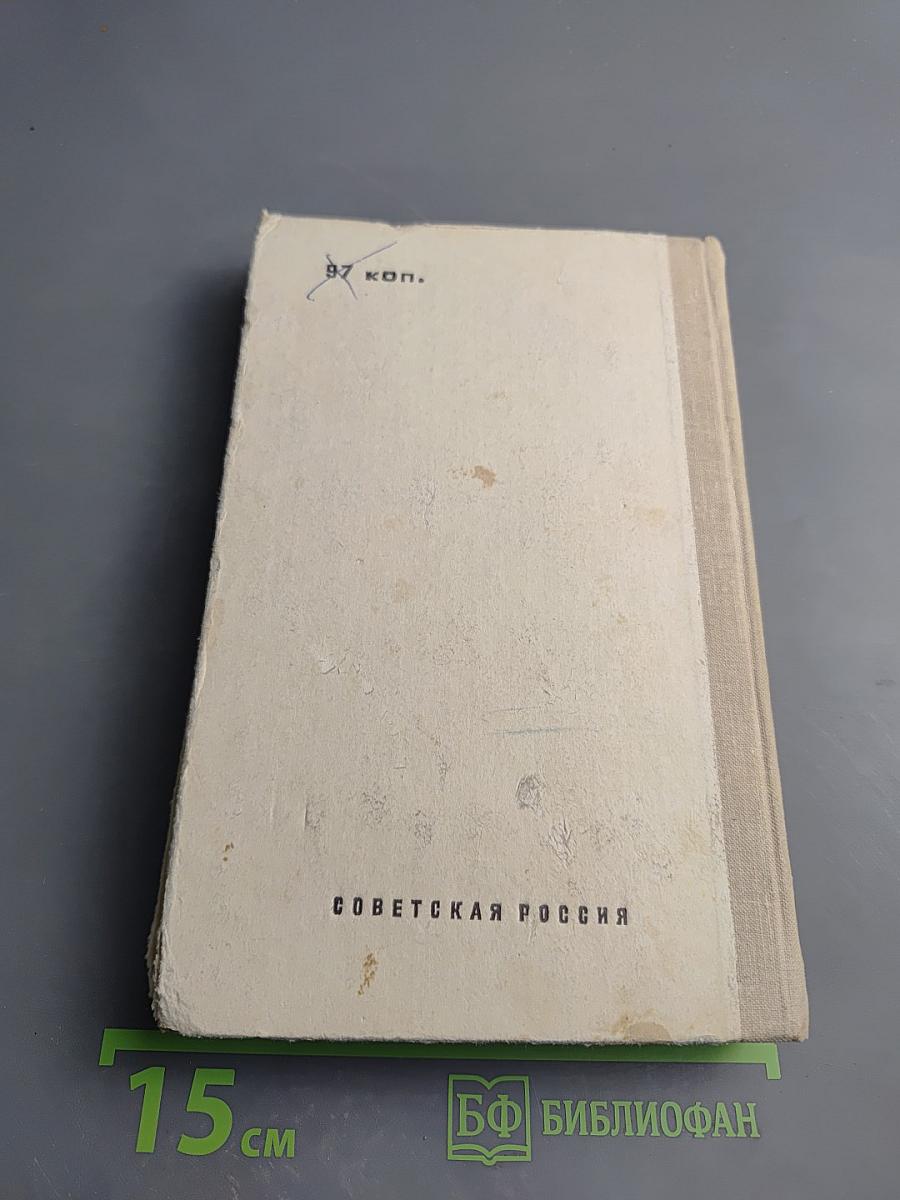 97 коп.
СОВЕТСКАЯ РОССИЯ
15 см
БФ БИБЛИОФАН